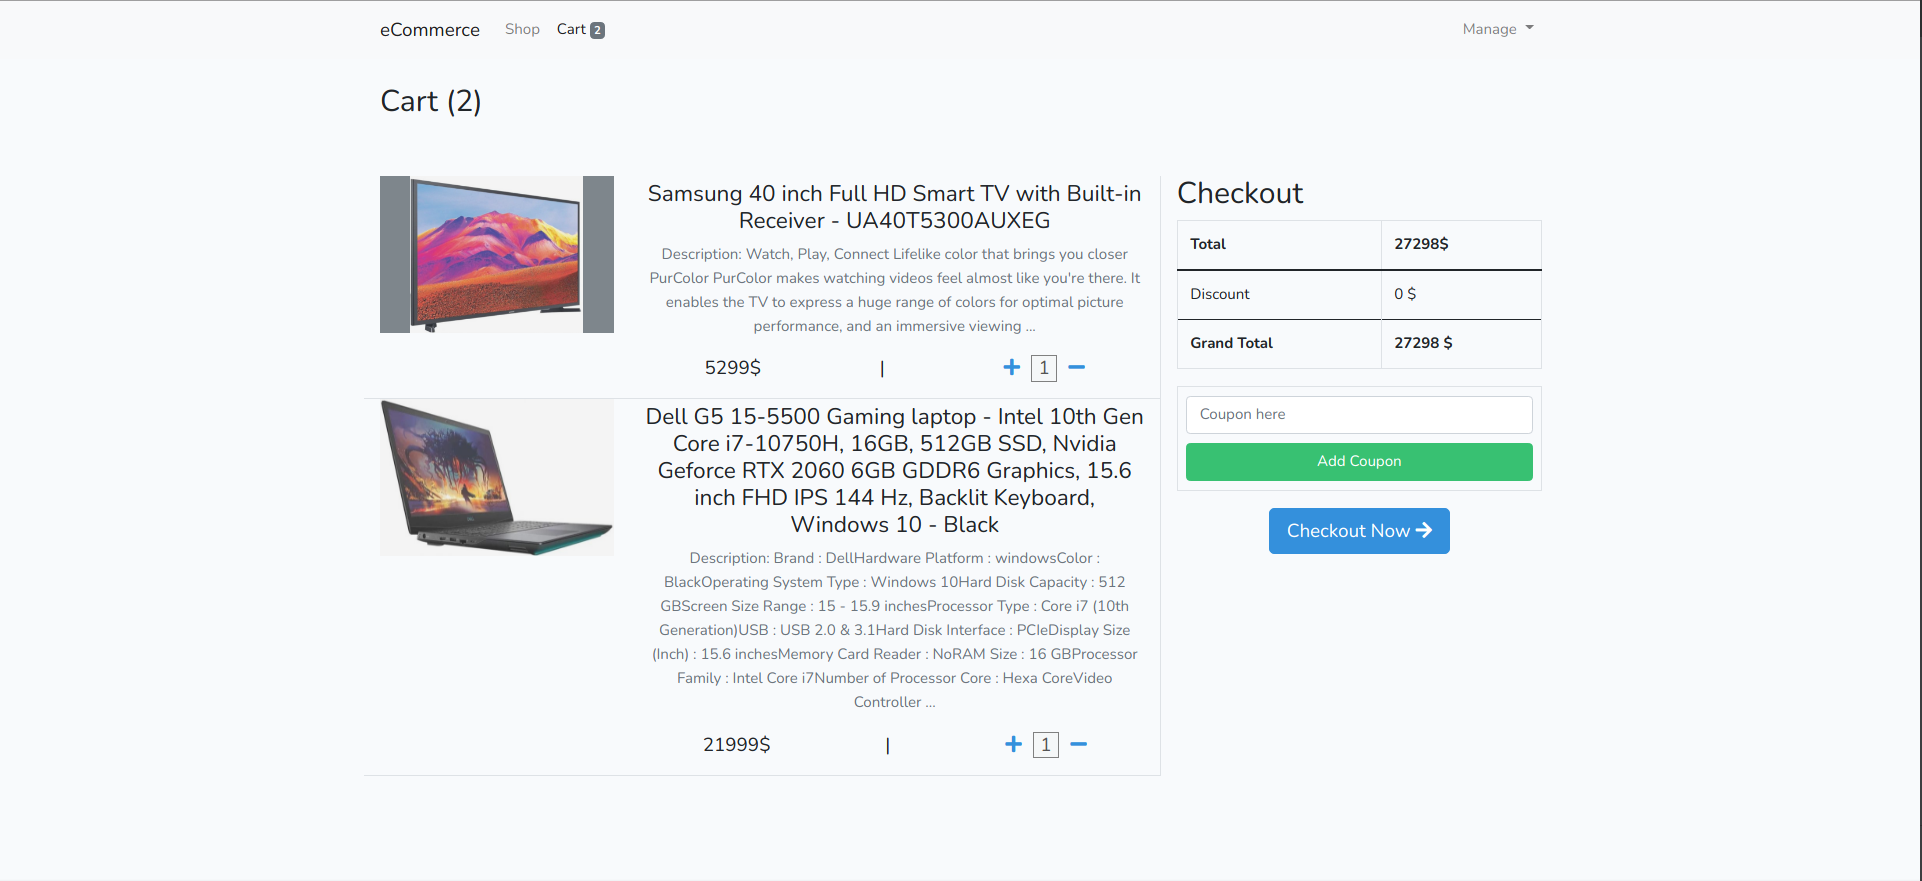 eCommerce Shop Cart 2 Manage
Cart (2)
Samsung 40 inch Full HD Smart TV with Built-in
Receiver - UA40T5300AUXEG
Description: Watch, Play, Connect Lifelike color that brings you closer
PurColor PurColor makes watching videos feel almost like you're there. It
enables the TV to express a huge range of colors for optimal picture
performance, and an immersive viewing ...
5299$ | + 1 −
Dell G5 15-5500 Gaming laptop - Intel 10th Gen
Core i7-10750H, 16GB, 512GB SSD, Nvidia
Geforce RTX 2060 6GB GDDR6 Graphics, 15.6
inch FHD IPS 144 Hz, Backlit Keyboard,
Windows 10 - Black
Description: Brand : DellHardware Platform : windowsColor :
BlackOperating System Type : Windows 10Hard Disk Capacity : 512
GBScreen Size Range : 15 - 15.9 inchesProcessor Type : Core i7 (10th
Generation)USB : USB 2.0 & 3.1Hard Disk Interface : PCIeDisplay Size
(Inch) : 15.6 inchesMemory Card Reader : NoRAM Size : 16 GBProcessor
Family : Intel Core i7Number of Processor Core : Hexa CoreVideo
Controller ...
21999$ | + 1 −
Checkout
Total 27298$
Discount 0 $
Grand Total 27298 $
Coupon here
Add Coupon
Checkout Now →